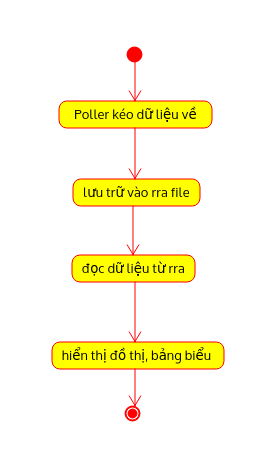 Poller kéo dữ liệu về
lưu trữ vào rra file
đọc dữ liệu từ rra
hiển thị đồ thị, bảng biểu